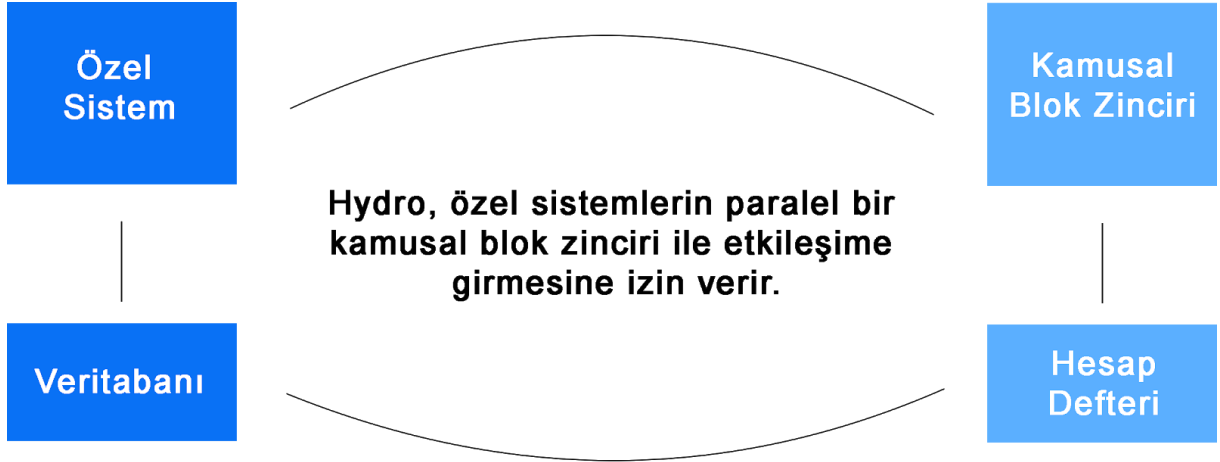 Özel
Sistem
Kamusal
Blok Zinciri
Hydro, özel sistemlerin paralel bir
kamusal blok zinciri ile etkileşime
girmesine izin verir.
Veritabanı
Hesap
Defteri